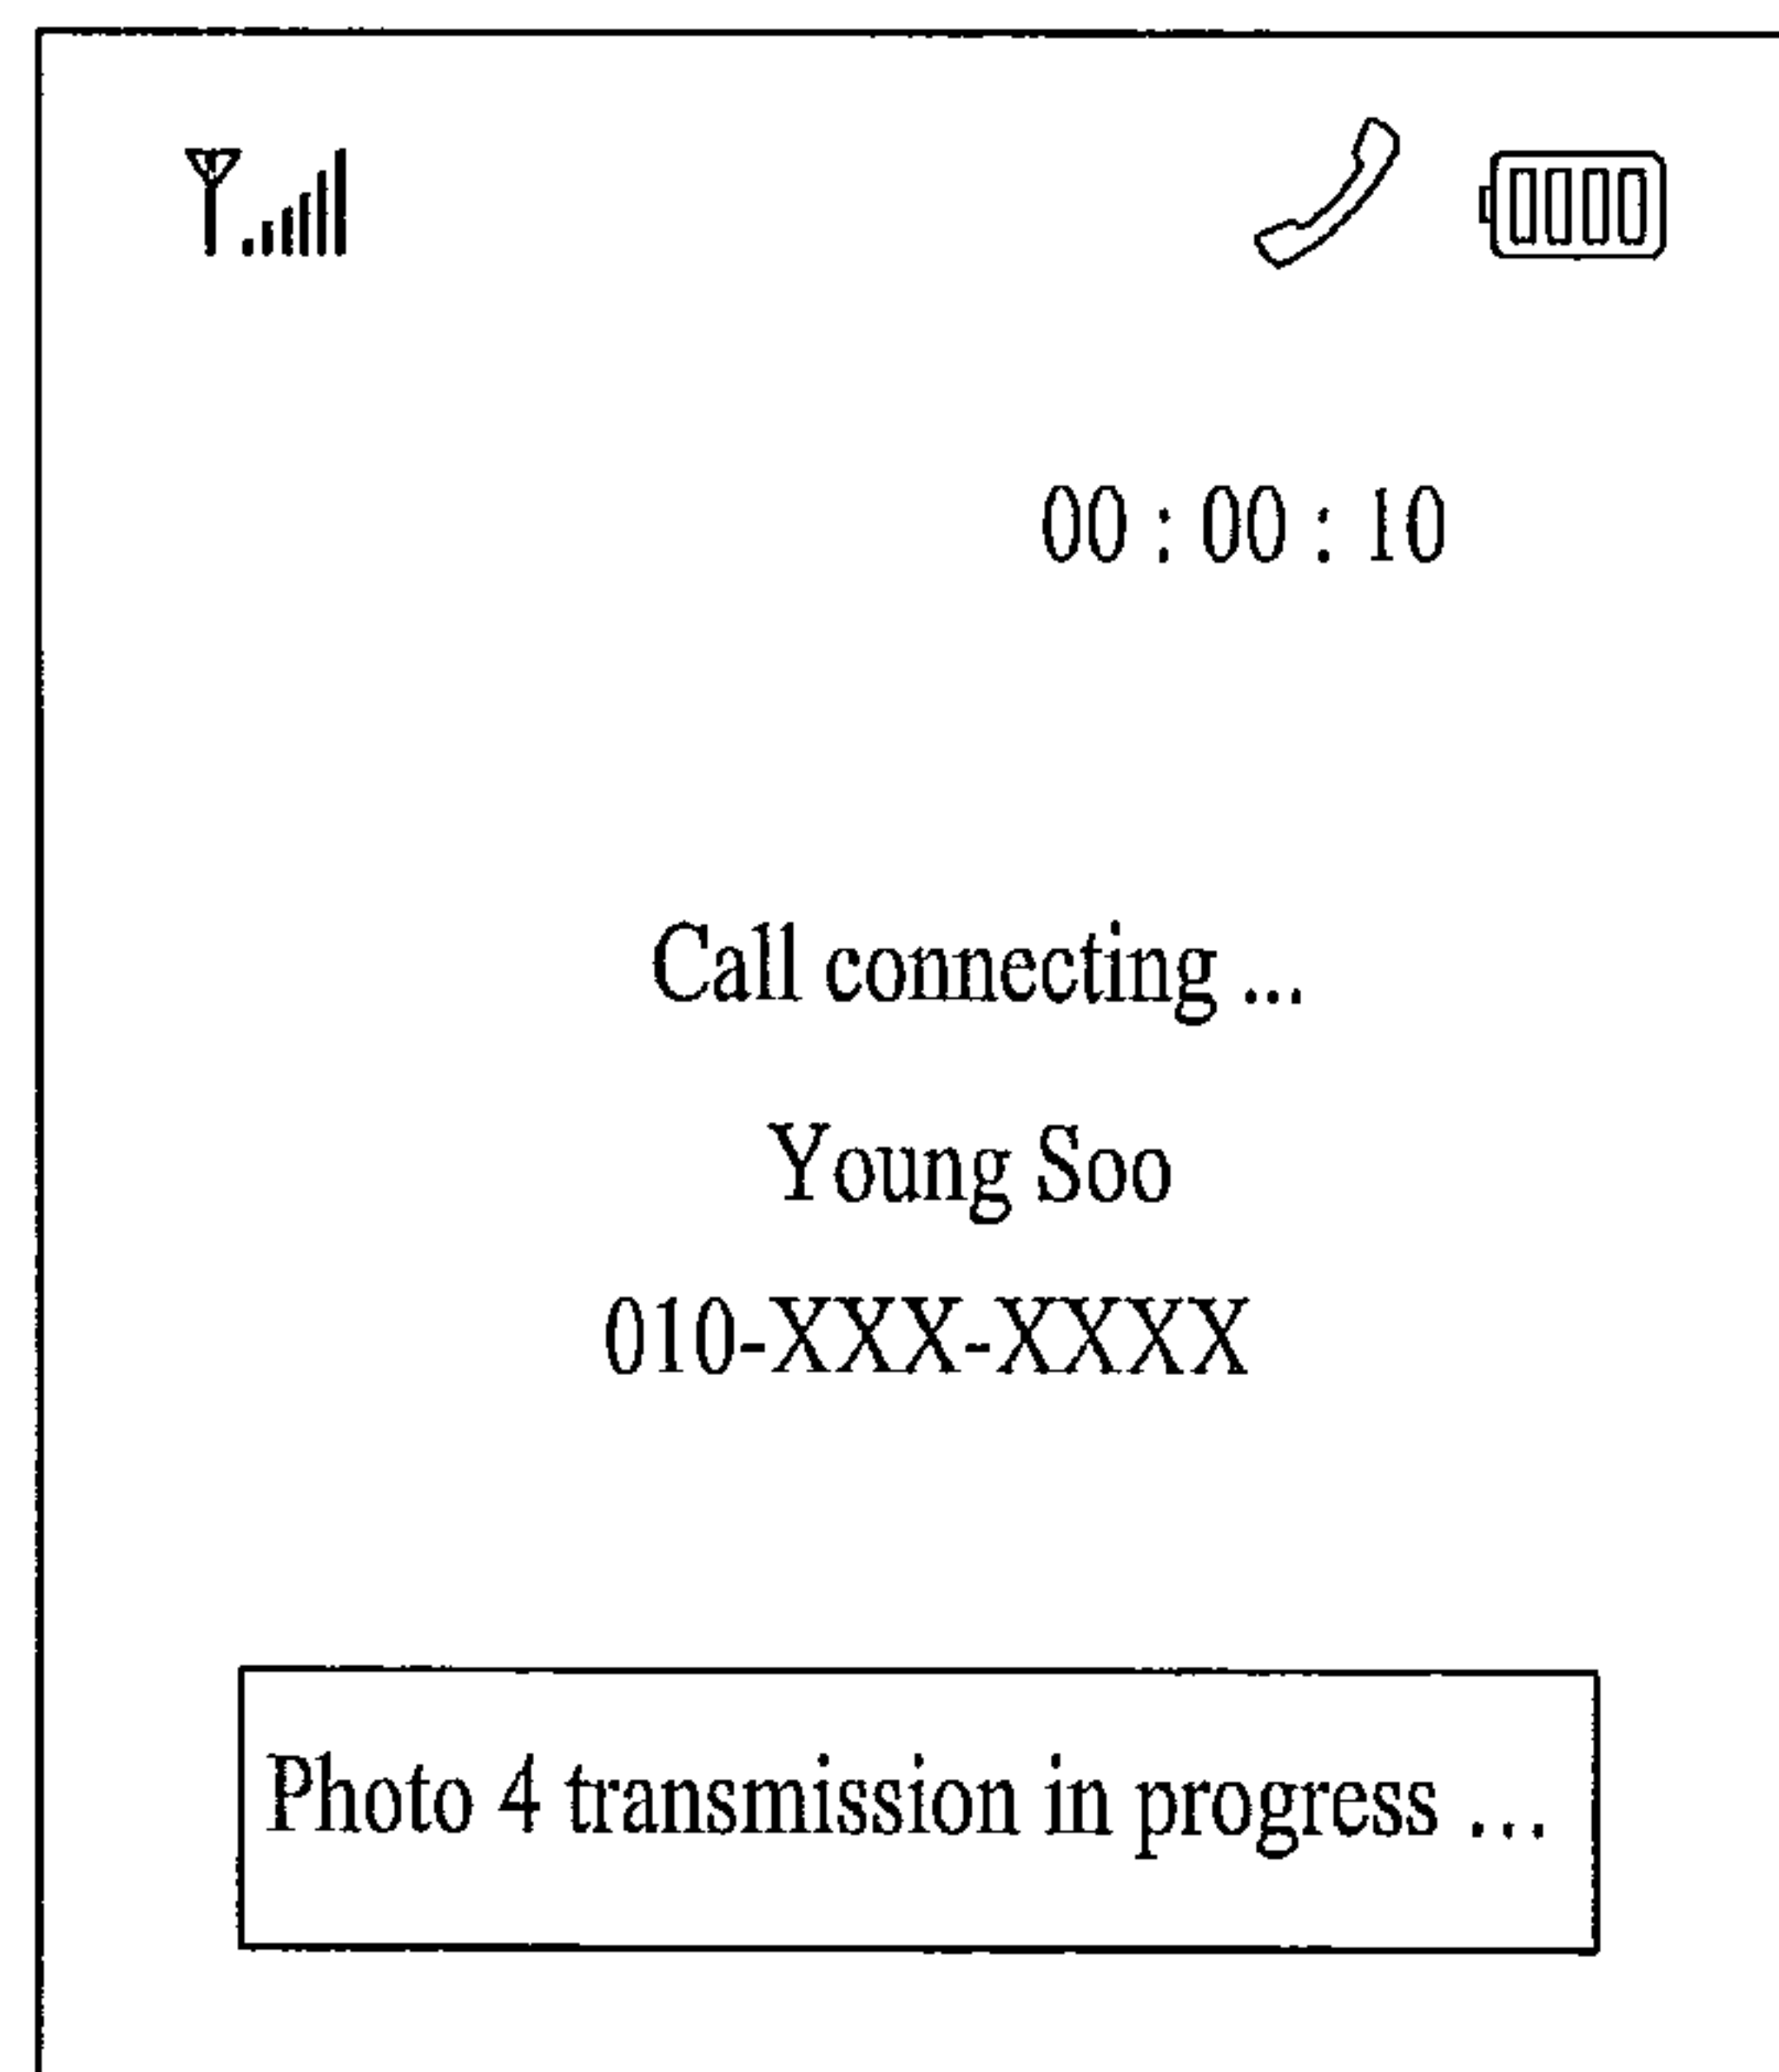 00 : 00 : 10
Call connecting ...
Young Soo
010-XXX-XXXX
Photo 4 transmission in progress ...